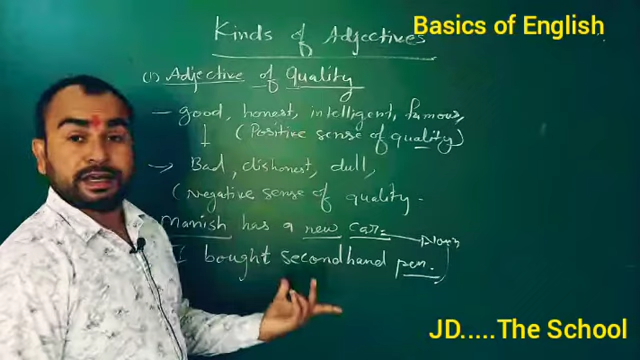 Basics of English
Kinds of Adjectives
(1) Adjective of Quality
— good, honest, intelligent, famous,
(Positive sense of quality)
→ Bad, dishonest, dull,
(Negative sense of quality.
Manish has a new car.
Noun
I bought secondhand pen.
JD.....The School